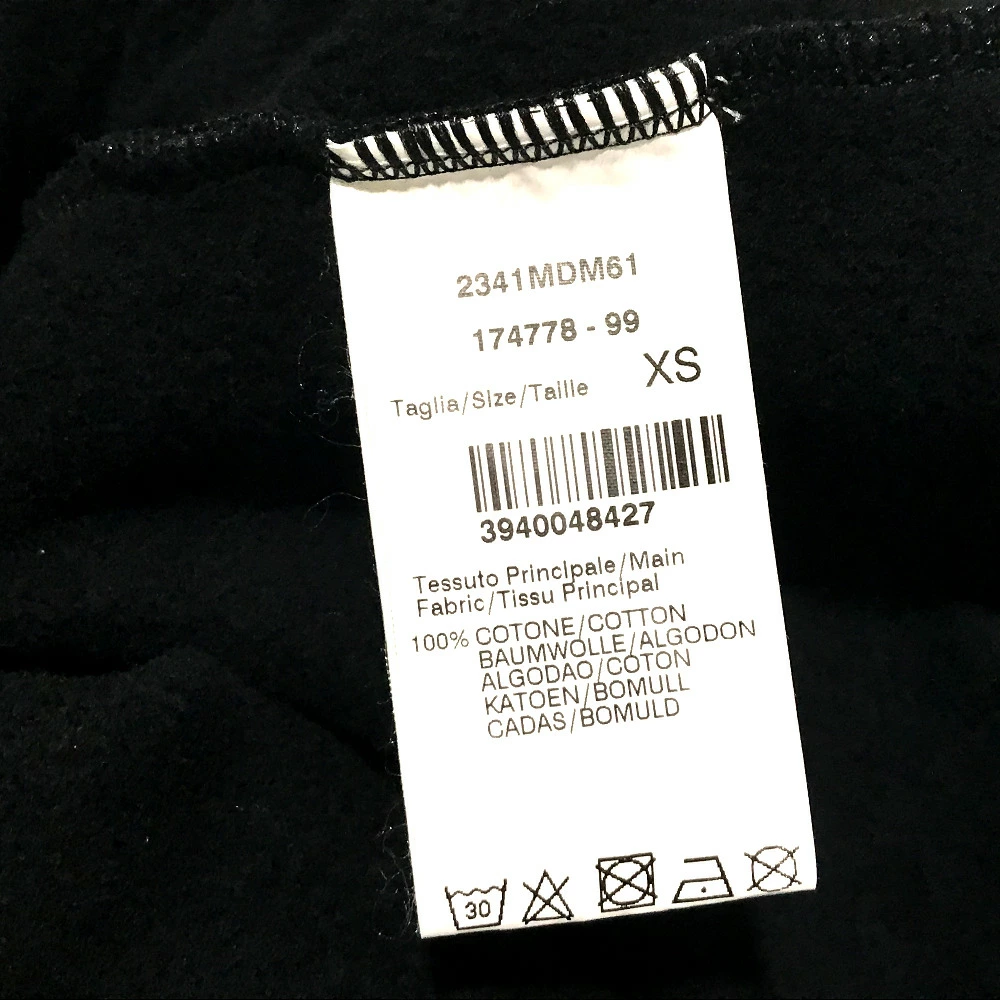 2341MDM61
174778 - 99
XS
Taglia/Size/Taille
3940048427
Tessuto Principale/Main
Fabric/Tissu Principal
100% COTONE/COTTON
BAUMWOLLE/ALGODON
ALGODAO/COTON
KATOEN/BOMULL
CADAS/BOMULD
30